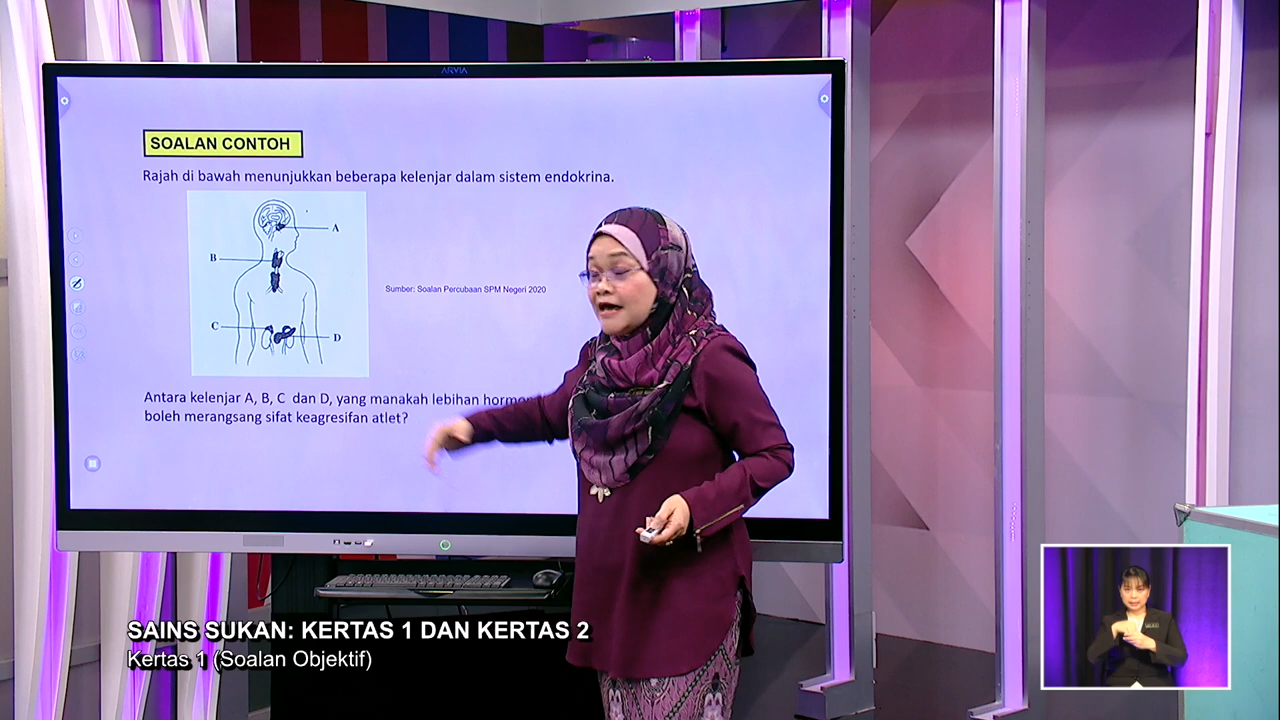 ARVIA
SOALAN CONTOH
Rajah di bawah menunjukkan beberapa kelenjar dalam sistem endokrina.
A
B
Sumber: Soalan Percubaan SPM Negeri 2020
C
D
Antara kelenjar A, B, C dan D, yang manakah lebihan
boleh merangsang sifat keagresifan atlet?
SAINS SUKAN: KERTAS 1 DAN KERTAS 2
Kertas 1 (Soalan Objektif)